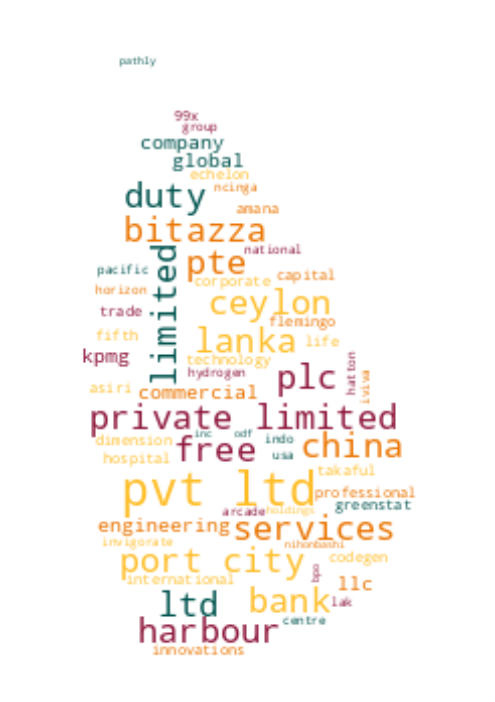 pathly
99x
group
company
global
echelon
duty ncinga
amana
bitazza
national
limited pte
pacific
corporate capital
horizon
ceylon
trade
flemingo
fifth lanka life
kpmg technology
hatton
hydrogen plc iviva
asiri commercial
private limited
dimension free inc odf indo china
hospital usa
takaful
pvt ltd professional
greenstat
arcade holdings
engineering services
invigorate nihonbashi
port city codegen
international bpo
llc
ltd bank lak
harbour centre
innovations